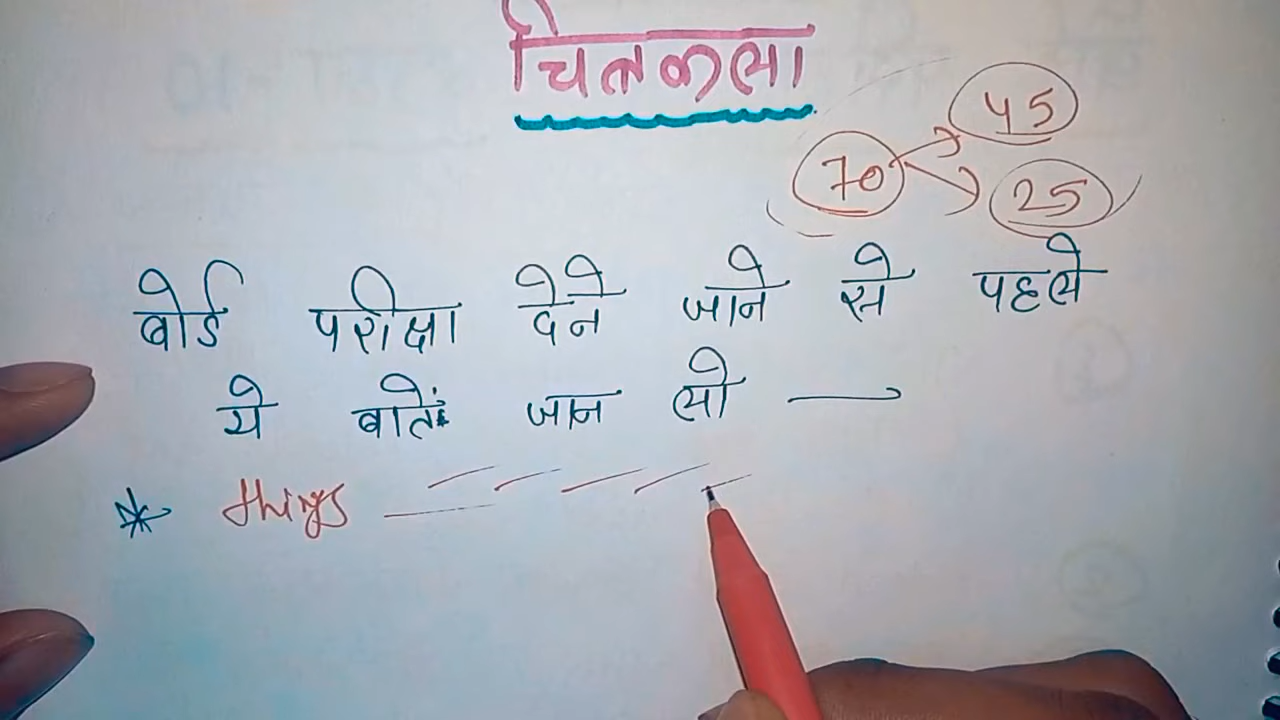 चित्रकला
70
45
25
बोर्ड परीक्षा देने जाने से पहले
ये बातें जान लो —
* things —